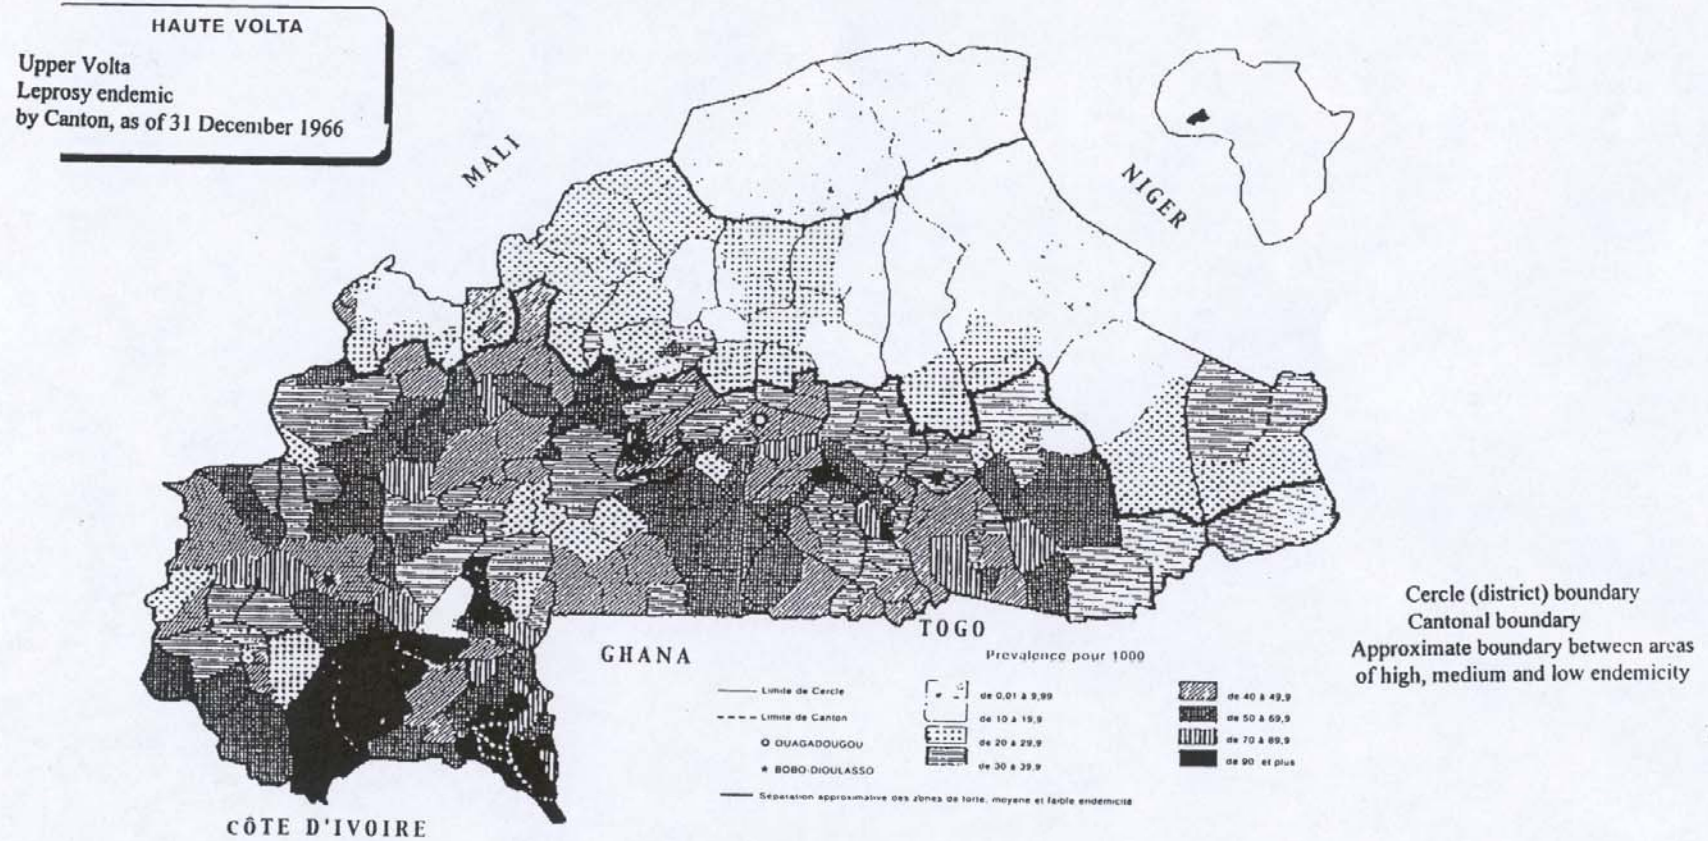 HAUTE VOLTA
Upper Volta
Leprosy endemic
by Canton, as of 31 December 1966
MALI
NIGER
GHANA
TOGO
CÔTE D'IVOIRE
Prévalence pour 1000
Limite de Cercle
Limite de Canton
OUAGADOUGOU
BOBO-DIOULASSO
Séparation approximative des zones de forte, moyenne et faible endémicité
de 0,01 à 9,99
de 10 à 19,9
de 20 à 29,9
de 30 à 39,9
de 40 à 49,9
de 50 à 69,9
de 70 à 89,9
de 90 et plus
Cercle (district) boundary
Cantonal boundary
Approximate boundary between areas
of high, medium and low endemicity